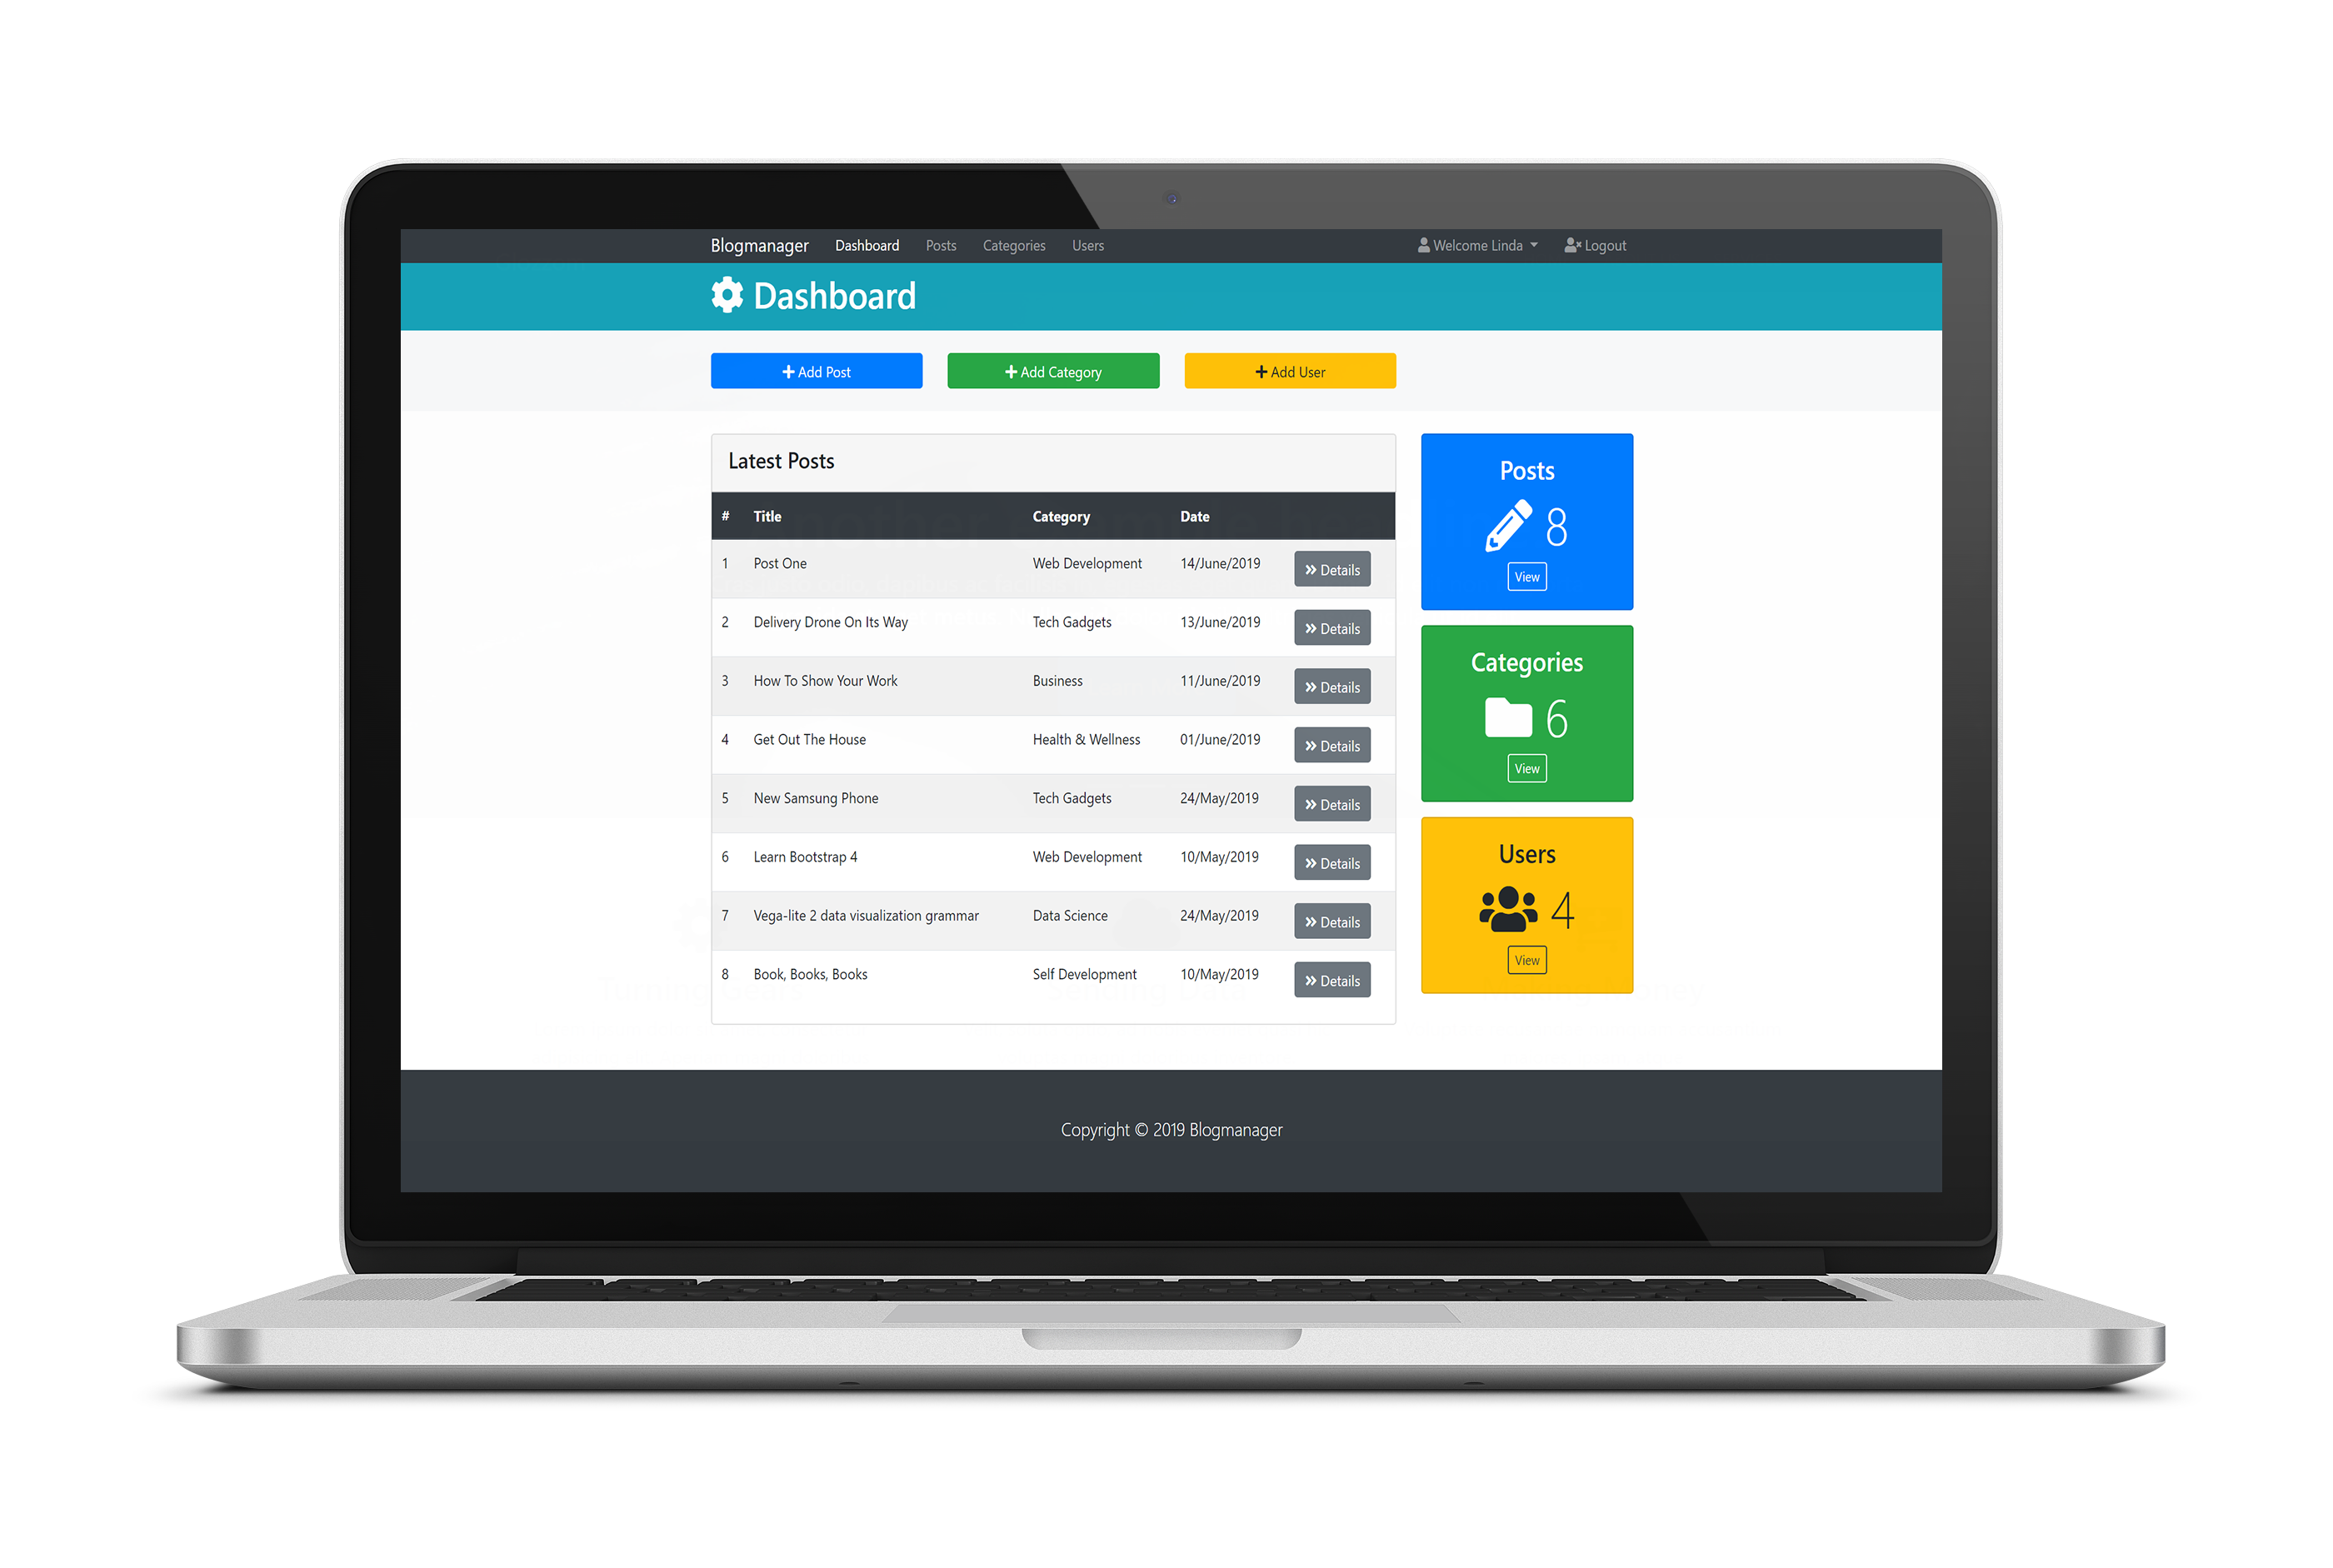 Blogmanager Dashboard Posts Categories Users Welcome Linda Logout
Dashboard
+ Add Post + Add Category + Add User
Latest Posts
# Title Category Date
1 Post One Web Development 14/June/2019 » Details
2 Delivery Drone On Its Way Tech Gadgets 13/June/2019 » Details
3 How To Show Your Work Business 11/June/2019 » Details
4 Get Out The House Health & Wellness 01/June/2019 » Details
5 New Samsung Phone Tech Gadgets 24/May/2019 » Details
6 Learn Bootstrap 4 Web Development 10/May/2019 » Details
7 Vega-lite 2 data visualization grammar Data Science 24/May/2019 » Details
8 Book, Books, Books Self Development 10/May/2019 » Details
Posts
8
View
Categories
6
View
Users
4
View
Copyright © 2019 Blogmanager